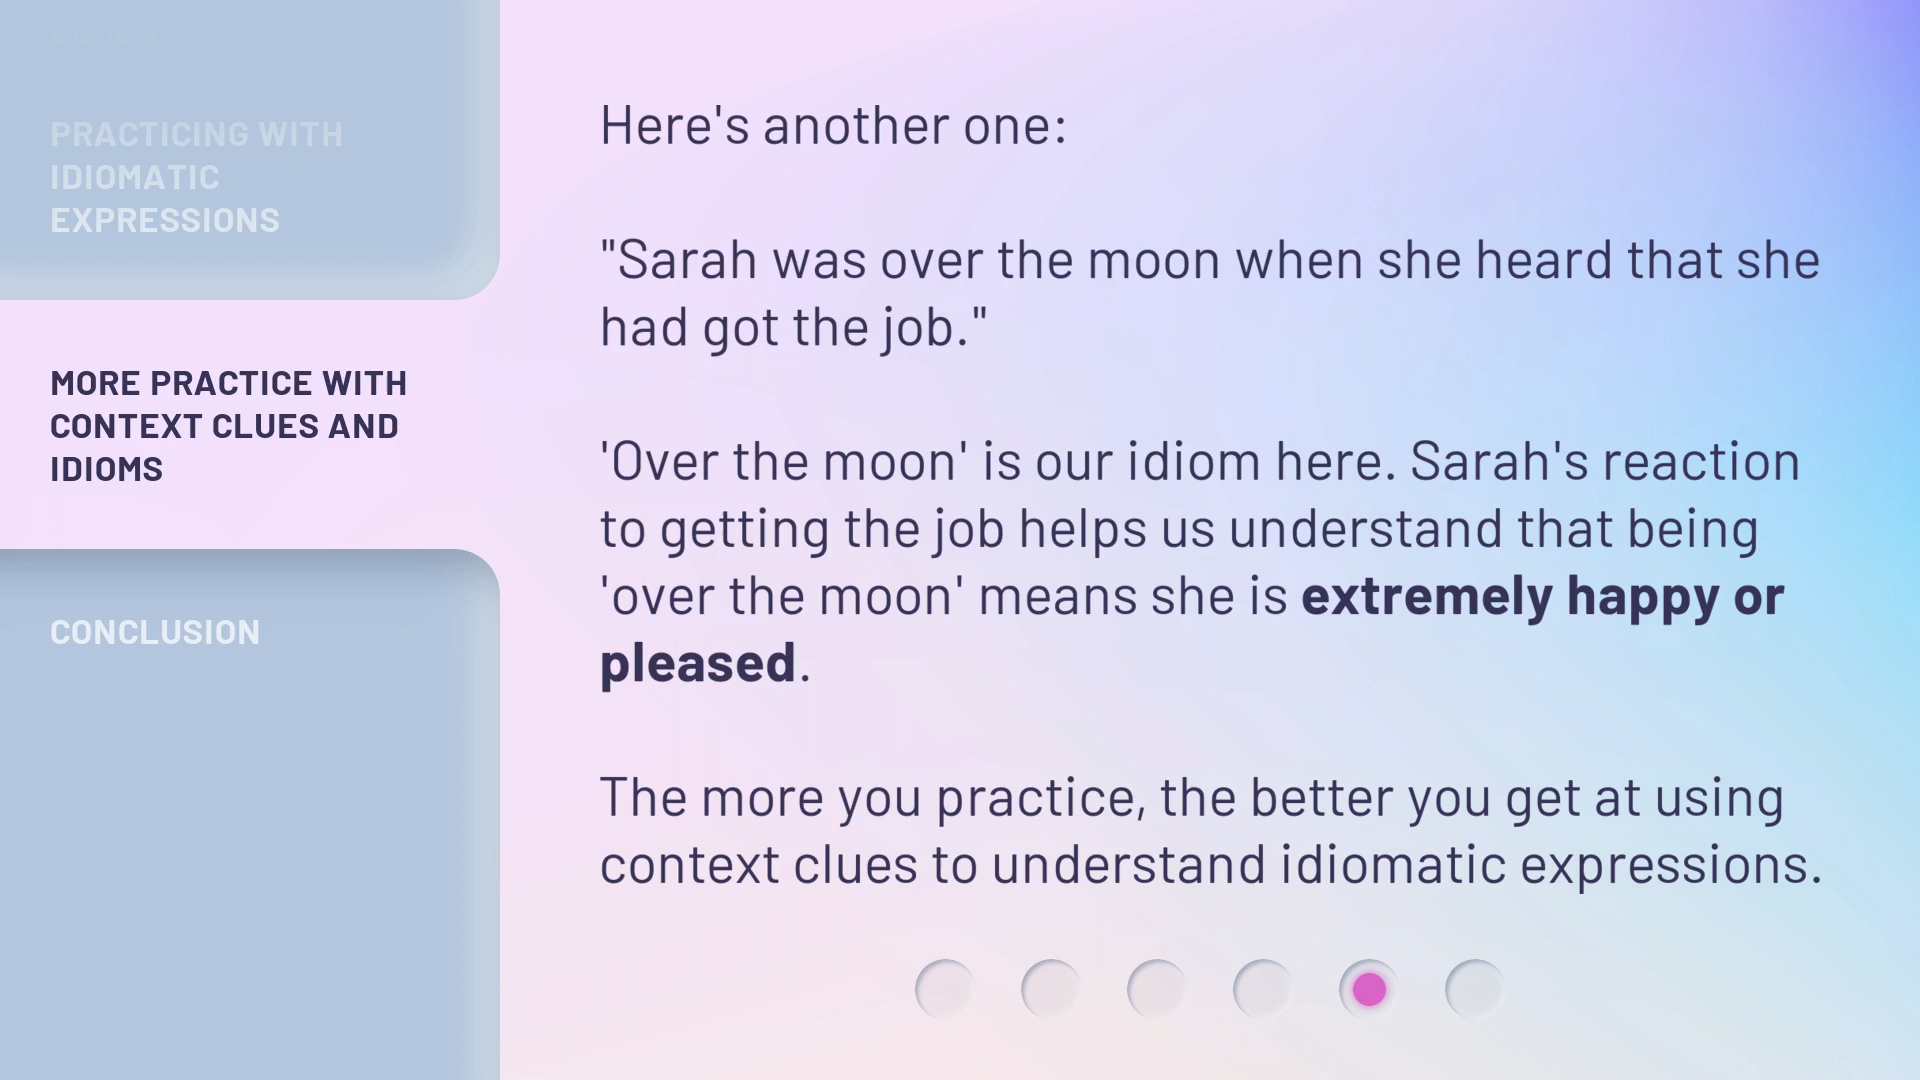 CLUES
PRACTICING WITH
IDIOMATIC
EXPRESSIONS
MORE PRACTICE WITH
CONTEXT CLUES AND
IDIOMS
CONCLUSION
Here's another one:
"Sarah was over the moon when she heard that she
had got the job."
'Over the moon' is our idiom here. Sarah's reaction
to getting the job helps us understand that being
'over the moon' means she is extremely happy or
pleased.
The more you practice, the better you get at using
context clues to understand idiomatic expressions.